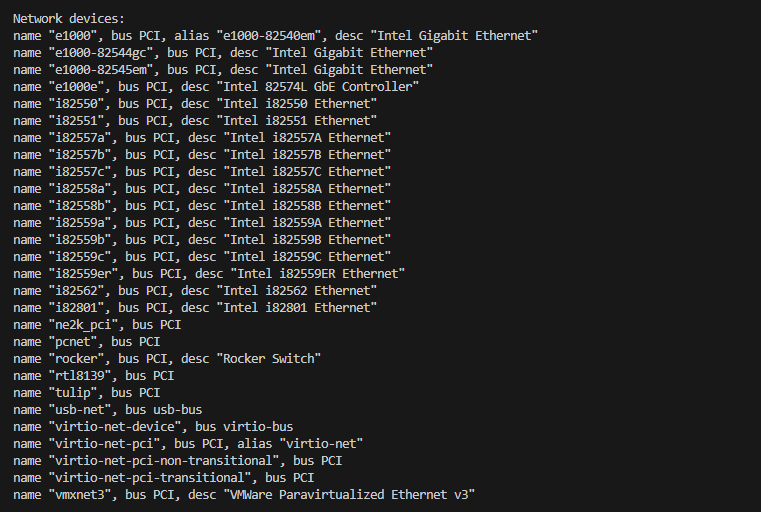 Network devices:
name "e1000", bus PCI, alias "e1000-82540em", desc "Intel Gigabit Ethernet"
name "e1000-82544gc", bus PCI, desc "Intel Gigabit Ethernet"
name "e1000-82545em", bus PCI, desc "Intel Gigabit Ethernet"
name "e1000e", bus PCI, desc "Intel 82574L GbE Controller"
name "i82550", bus PCI, desc "Intel i82550 Ethernet"
name "i82551", bus PCI, desc "Intel i82551 Ethernet"
name "i82557a", bus PCI, desc "Intel i82557A Ethernet"
name "i82557b", bus PCI, desc "Intel i82557B Ethernet"
name "i82557c", bus PCI, desc "Intel i82557C Ethernet"
name "i82558a", bus PCI, desc "Intel i82558A Ethernet"
name "i82558b", bus PCI, desc "Intel i82558B Ethernet"
name "i82559a", bus PCI, desc "Intel i82559A Ethernet"
name "i82559b", bus PCI, desc "Intel i82559B Ethernet"
name "i82559c", bus PCI, desc "Intel i82559C Ethernet"
name "i82559er", bus PCI, desc "Intel i82559ER Ethernet"
name "i82562", bus PCI, desc "Intel i82562 Ethernet"
name "i82801", bus PCI, desc "Intel i82801 Ethernet"
name "ne2k_pci", bus PCI
name "pcnet", bus PCI
name "rocker", bus PCI, desc "Rocker Switch"
name "rtl8139", bus PCI
name "tulip", bus PCI
name "usb-net", bus usb-bus
name "virtio-net-device", bus virtio-bus
name "virtio-net-pci", bus PCI, alias "virtio-net"
name "virtio-net-pci-non-transitional", bus PCI
name "virtio-net-pci-transitional", bus PCI
name "vmxnet3", bus PCI, desc "VMWare Paravirtualized Ethernet v3"